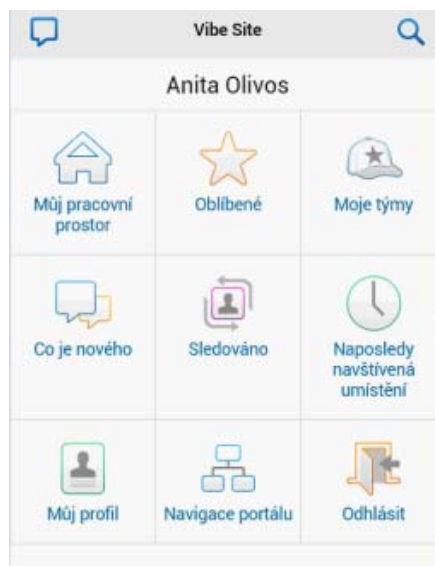 Vibe Site
Anita Olivos
Můj pracovní
prostor
Oblíbené
Moje týmy
Co je nového
Sledováno
Naposledy
navštívená
umístění
Můj profil
Navigace portálu
Odhlásit